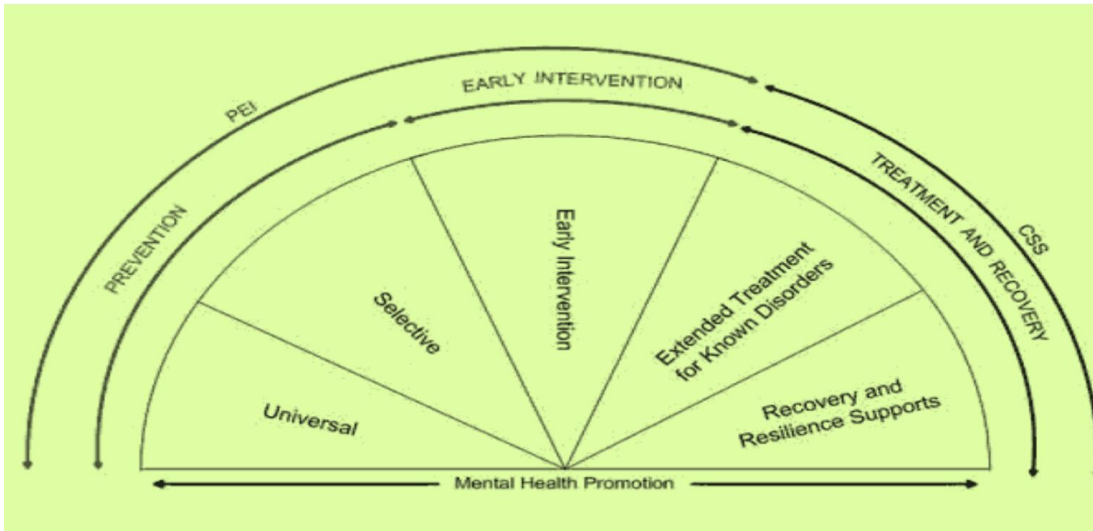 PEI
EARLY INTERVENTION
PREVENTION
TREATMENT AND RECOVERY
CSS
Universal
Selective
Early Intervention
Extended Treatment
for Known Disorders
Recovery and
Resilience Supports
Mental Health Promotion